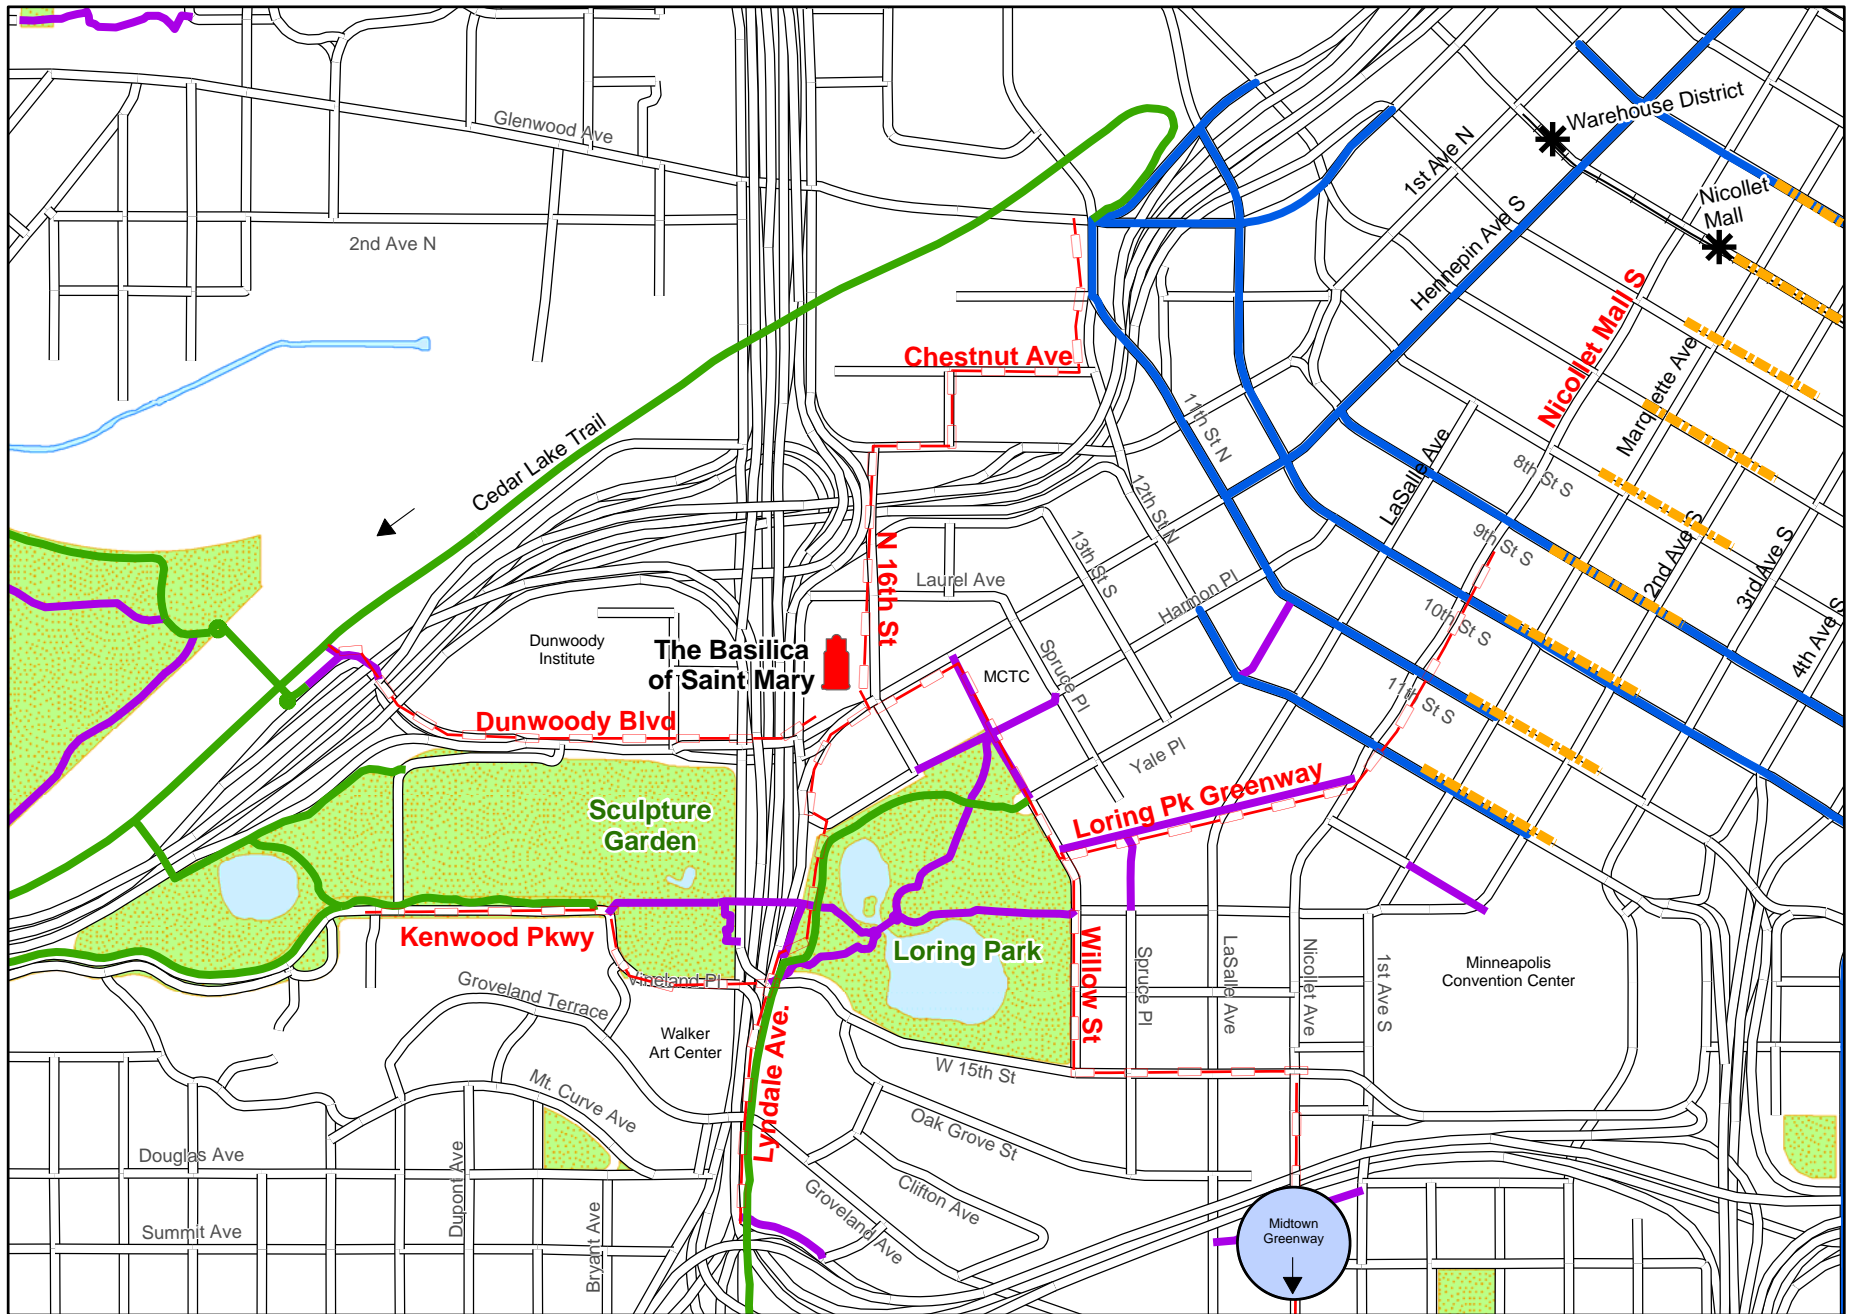 Glenwood Ave
2nd Ave N
1st Ave N
Warehouse District
Nicollet
Mall
Hennepin Ave S
Nicollet Mall S
Marquette Ave
Chestnut Ave
Cedar Lake Trail
11th St N
12th St N
LaSalle Ave
8th St S
9th St S
2nd Ave S
3rd Ave S
4th Ave S
10th St S
11th St S
N 16th St
Laurel Ave
13th St S
Harmon Pl
Dunwoody
Institute
The Basilica
of Saint Mary
MCTC
Spruce Pl
Yale Pl
Dunwoody Blvd
Loring Pk Greenway
Sculpture
Garden
Kenwood Pkwy
Loring Park
Willow St
Spruce Pl
LaSalle Ave
Nicollet Ave
1st Ave S
Minneapolis
Convention Center
Vineland Pl
Groveland Terrace
Walker
Art Center
Lyndale Ave.
W 15th St
Mt. Curve Ave
Oak Grove St
Douglas Ave
Dupont Ave
Clifton Ave
Groveland Ave
Summit Ave
Bryant Ave
Midtown
Greenway